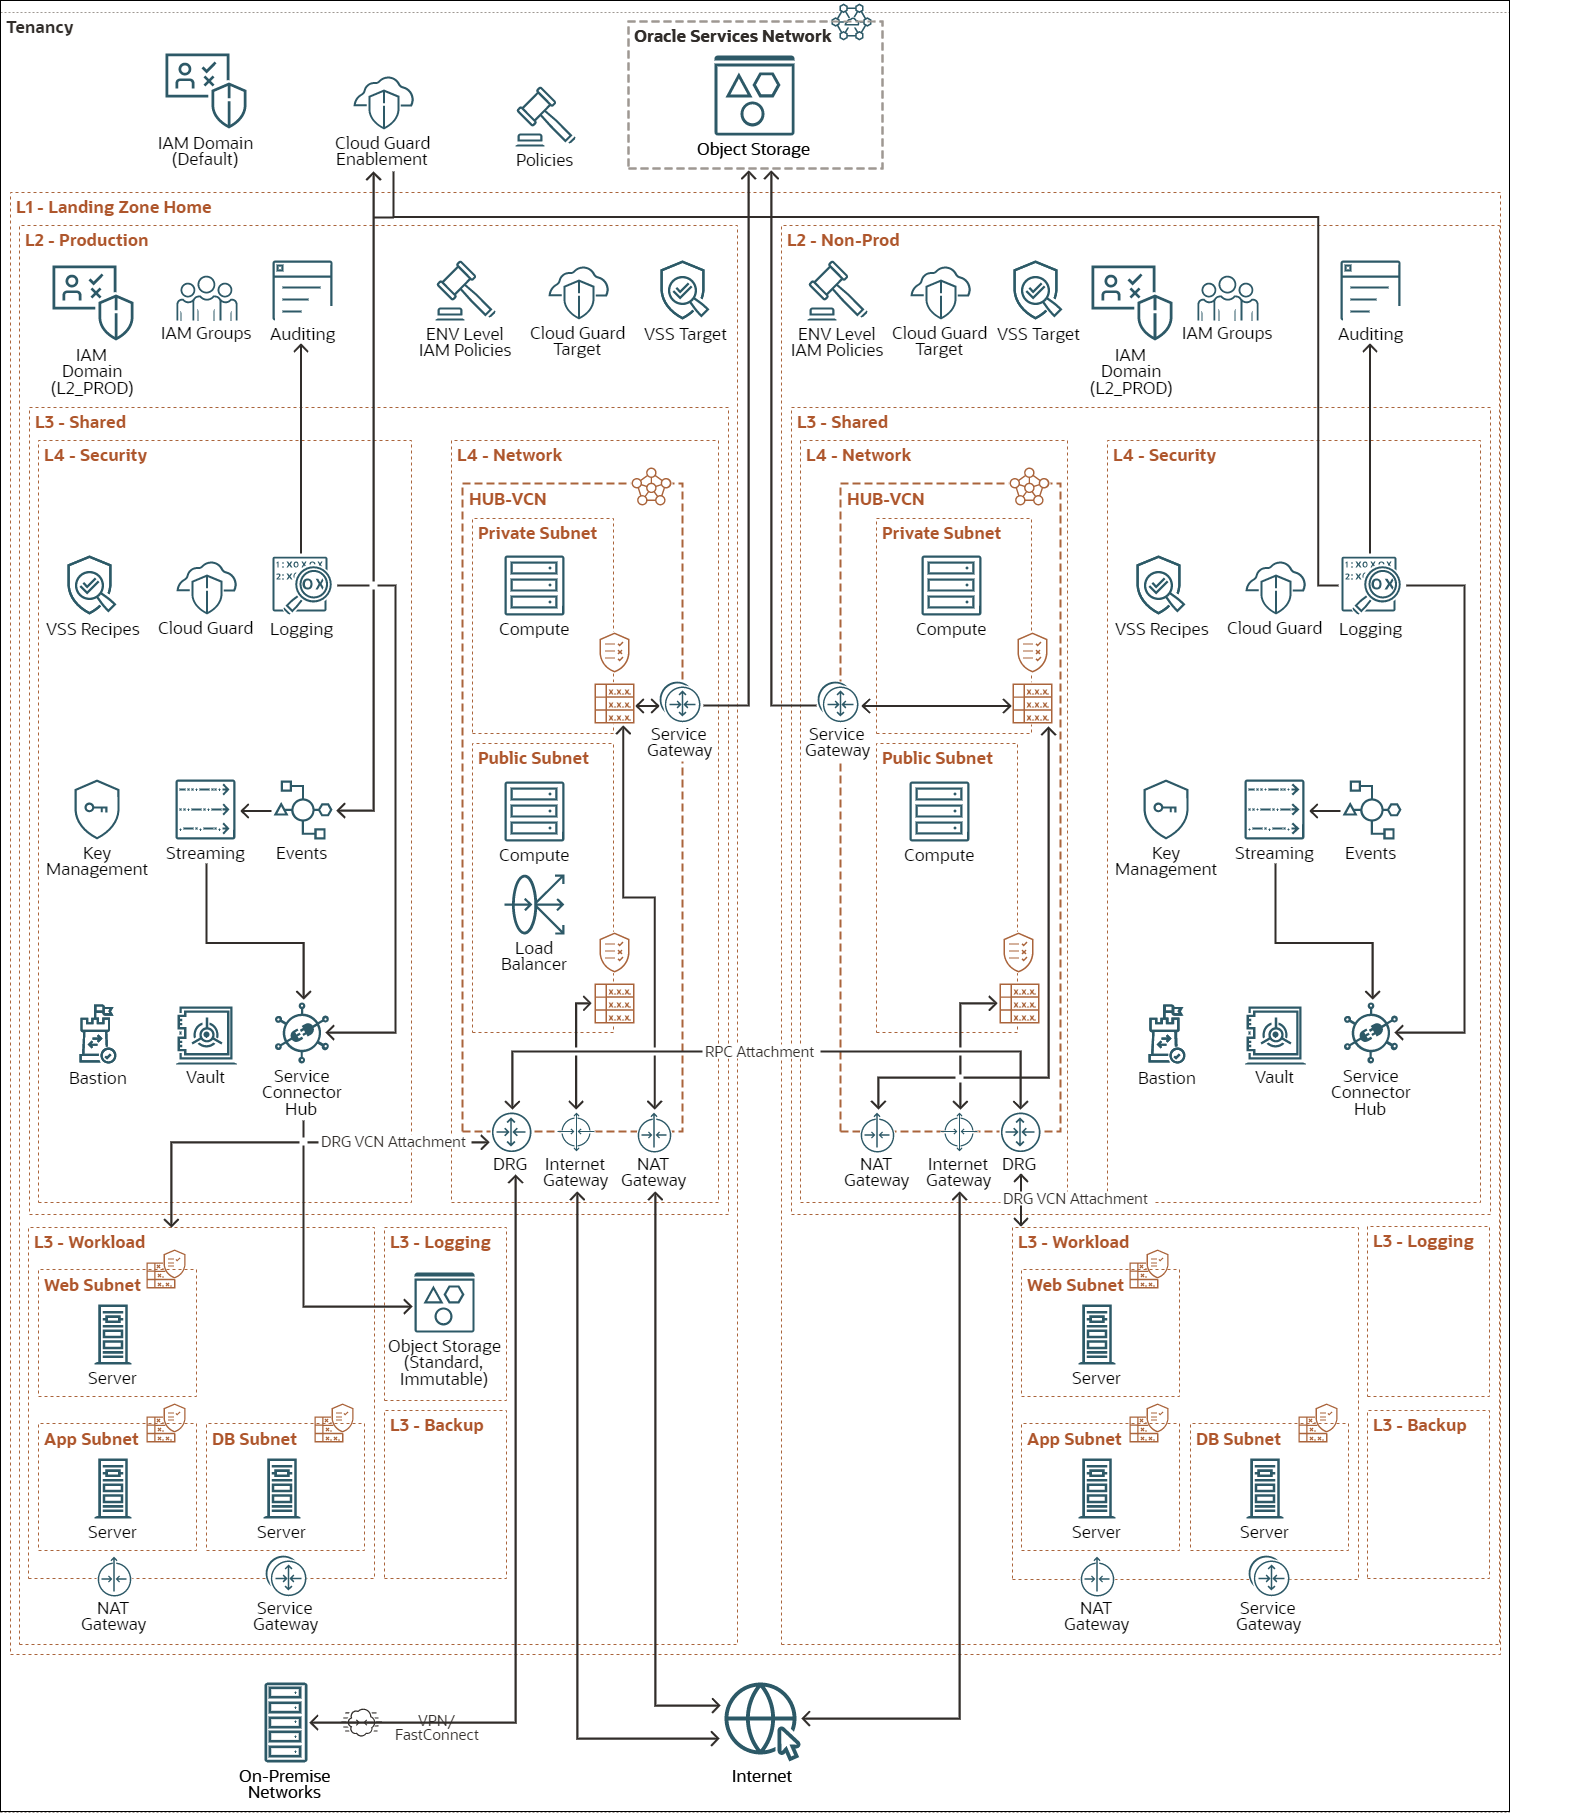 Tenancy
Oracle Services Network
IAM Domain
(Default)
Cloud Guard
Enablement
Policies
Object Storage
L1 - Landing Zone Home
L2 - Production
IAM
Domain
(L2_PROD)
IAM Groups
Auditing
ENV Level
IAM Policies
Cloud Guard
Target
VSS Target
L2 - Non-Prod
ENV Level
IAM Policies
Cloud Guard
Target
VSS Target
IAM
Domain
(L2_PROD)
IAM Groups
Auditing
L3 - Shared
L4 - Security
VSS Recipes
Cloud Guard
Logging
Key
Management
Streaming
Events
Bastion
Vault
Service
Connector
Hub
L4 - Network
HUB-VCN
Private Subnet
Compute
Service
Gateway
Public Subnet
Compute
Load
Balancer
RPC Attachment
DRG VCN Attachment
DRG
Internet
Gateway
NAT
Gateway
L3 - Shared
L4 - Network
HUB-VCN
Private Subnet
Compute
Service
Gateway
Public Subnet
Compute
NAT
Gateway
Internet
Gateway
DRG
DRG VCN Attachment
L4 - Security
VSS Recipes
Cloud Guard
Logging
Key
Management
Streaming
Events
Bastion
Vault
Service
Connector
Hub
L3 - Workload
Web Subnet
Server
App Subnet
Server
DB Subnet
Server
NAT
Gateway
Service
Gateway
L3 - Logging
Object Storage
(Standard,
Immutable)
L3 - Backup
L3 - Workload
Web Subnet
Server
App Subnet
Server
DB Subnet
Server
NAT
Gateway
Service
Gateway
L3 - Logging
L3 - Backup
On-Premise
Networks
VPN/
FastConnect
Internet